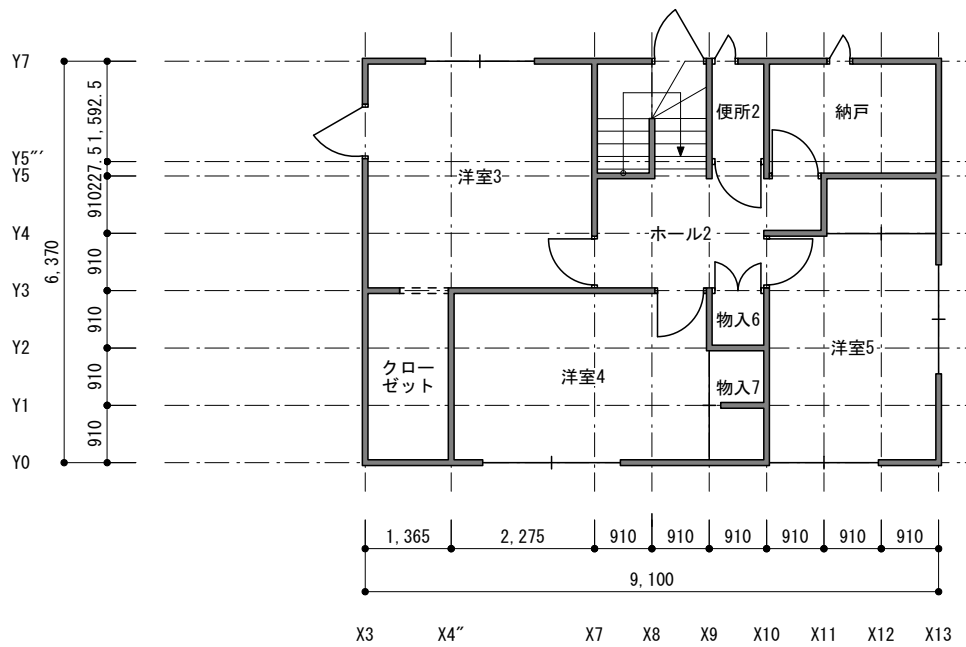 Y7
Y5‴
Y5
Y4
Y3
Y2
Y1
Y0
6,370
1,592.5
227.5
910
910
910
910
910
便所2
納戸
洋室3
ホール2
物入6
洋室5
クロー
ゼット
洋室4
物入7
1,365
2,275
910
910
910
910
910
910
9,100
X3
X4″
X7
X8
X9
X10
X11
X12
X13